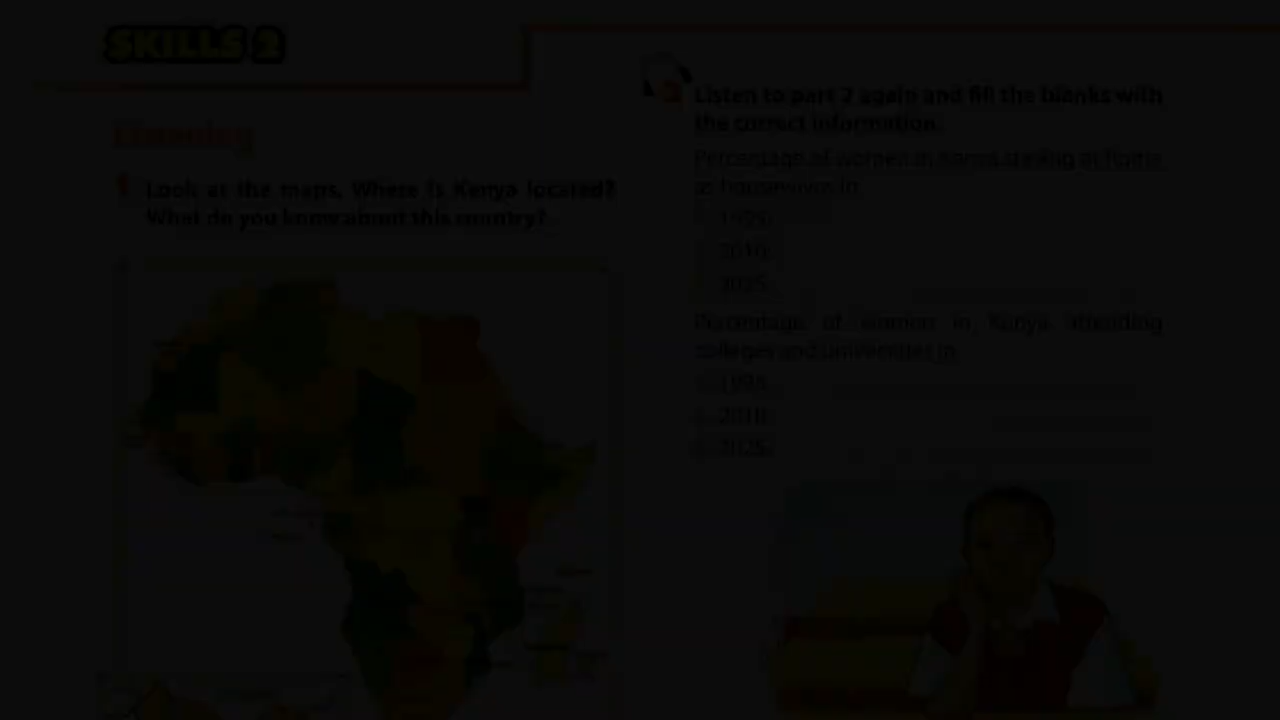 SKILLS 2
Listening
1 Look at the maps. Where is Kenya located?
What do you know about this country?
Listen to part 2 again and fill the blanks with
the correct information.
Percentage of women in Kenya staying at home
as housewives in
1995:
2010:
2025:
Percentage of women in Kenya attending
colleges and universities in
1995:
2010:
2025: